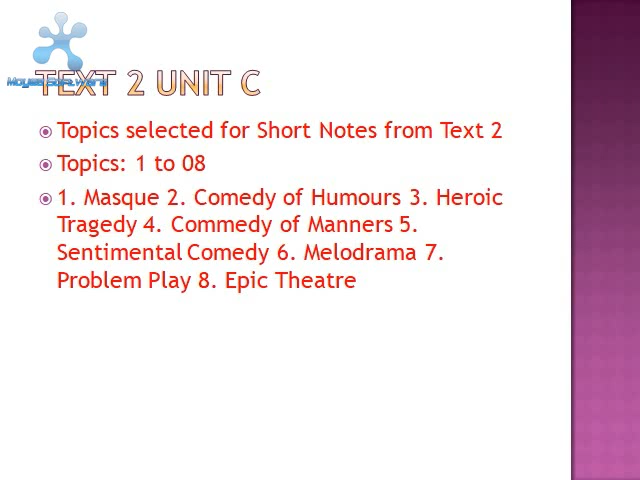 Moyea Software
TEXT 2 UNIT C
Topics selected for Short Notes from Text 2
Topics: 1 to 08
1. Masque 2. Comedy of Humours 3. Heroic
Tragedy 4. Commedy of Manners 5.
Sentimental Comedy 6. Melodrama 7.
Problem Play 8. Epic Theatre